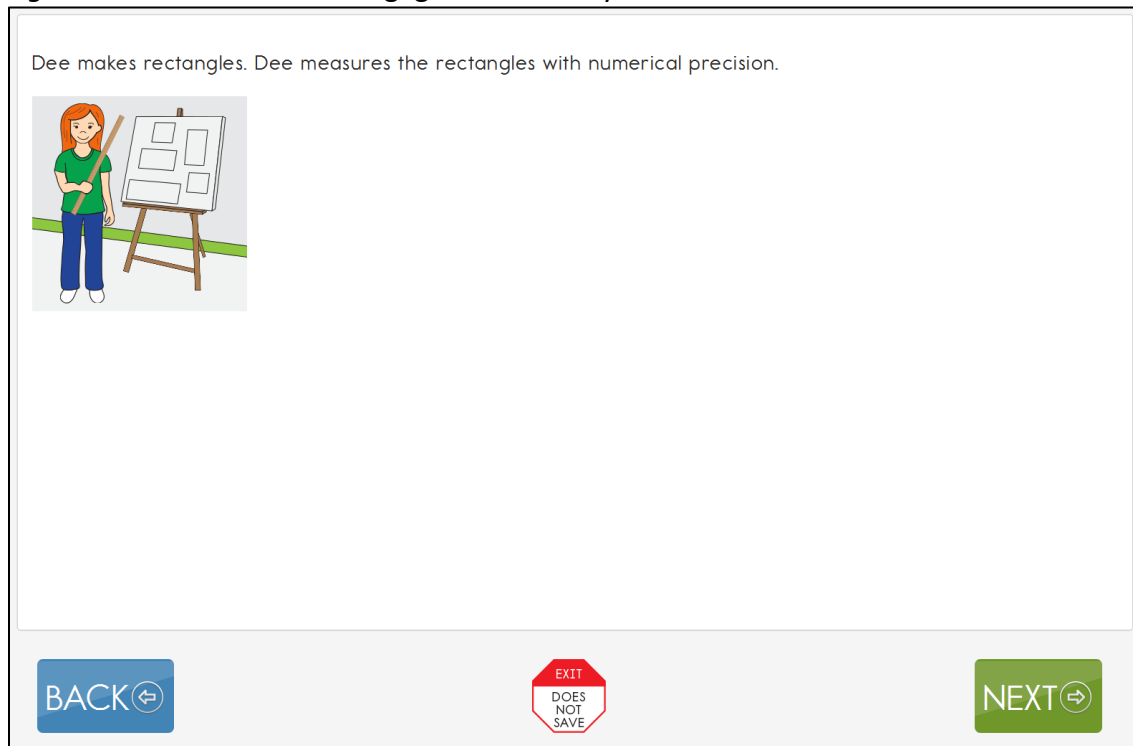 Dee makes rectangles. Dee measures the rectangles with numerical precision.
BACK
EXIT
DOES
NOT
SAVE
NEXT